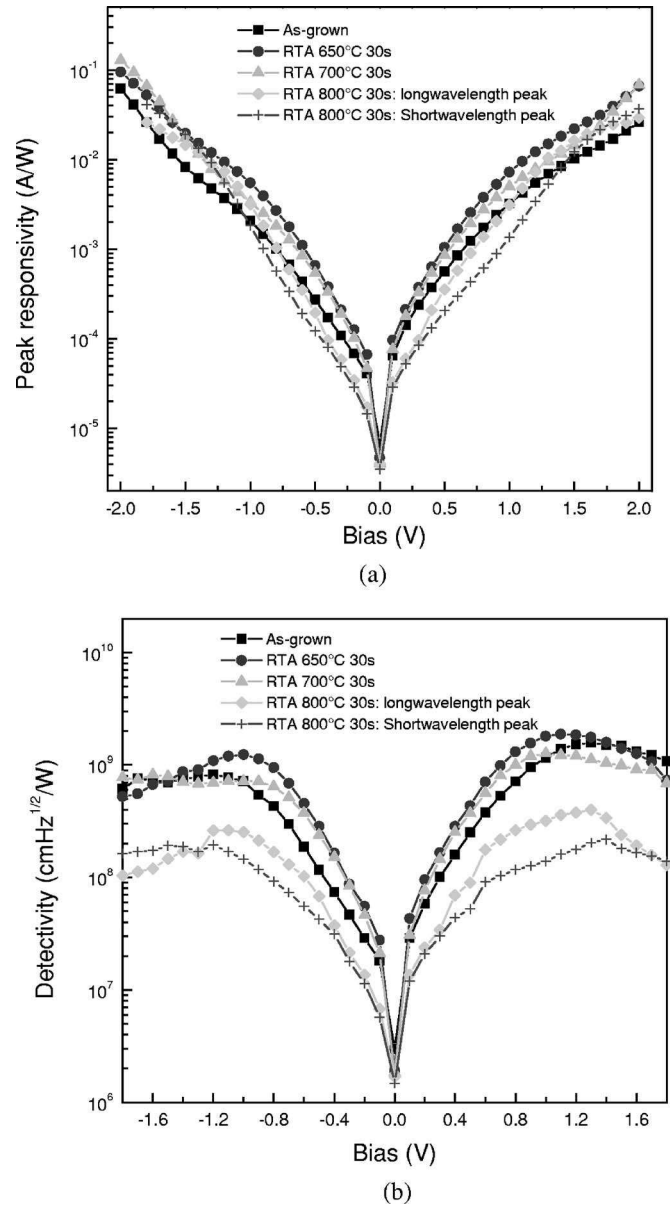 As-grown
RTA 650°C 30s
RTA 700°C 30s
RTA 800°C 30s: longwavelength peak
RTA 800°C 30s: Shortwavelength peak
Peak responsivity (A/W)
10⁻¹
10⁻²
10⁻³
10⁻⁴
10⁻⁵
-2.0 -1.5 -1.0 -0.5 0.0 0.5 1.0 1.5 2.0
Bias (V)
(a)
As-grown
RTA 650°C 30s
RTA 700°C 30s
RTA 800°C 30s: longwavelength peak
RTA 800°C 30s: Shortwavelength peak
Detectivity (cmHz¹/²/W)
10¹⁰
10⁹
10⁸
10⁷
10⁶
-1.6 -1.2 -0.8 -0.4 0.0 0.4 0.8 1.2 1.6
Bias (V)
(b)